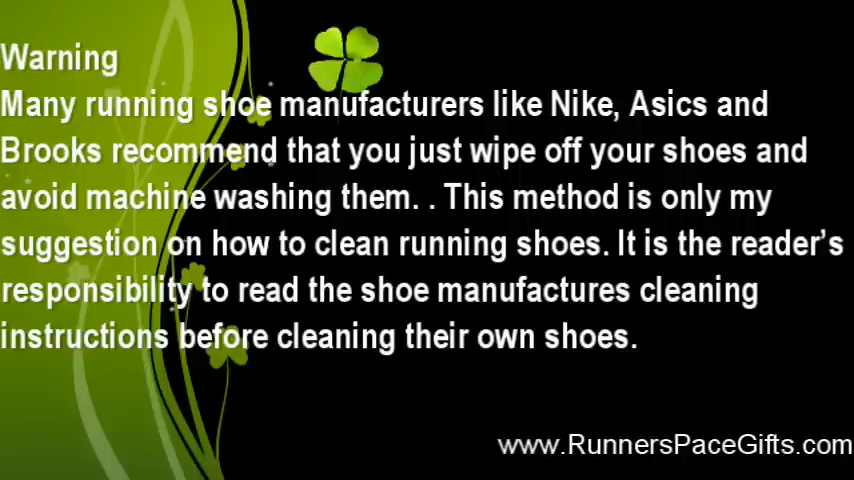 Warning
Many running shoe manufacturers like Nike, Asics and
Brooks recommend that you just wipe off your shoes and
avoid machine washing them. . This method is only my
suggestion on how to clean running shoes. It is the reader’s
responsibility to read the shoe manufactures cleaning
instructions before cleaning their own shoes.
www.RunnersPaceGifts.com